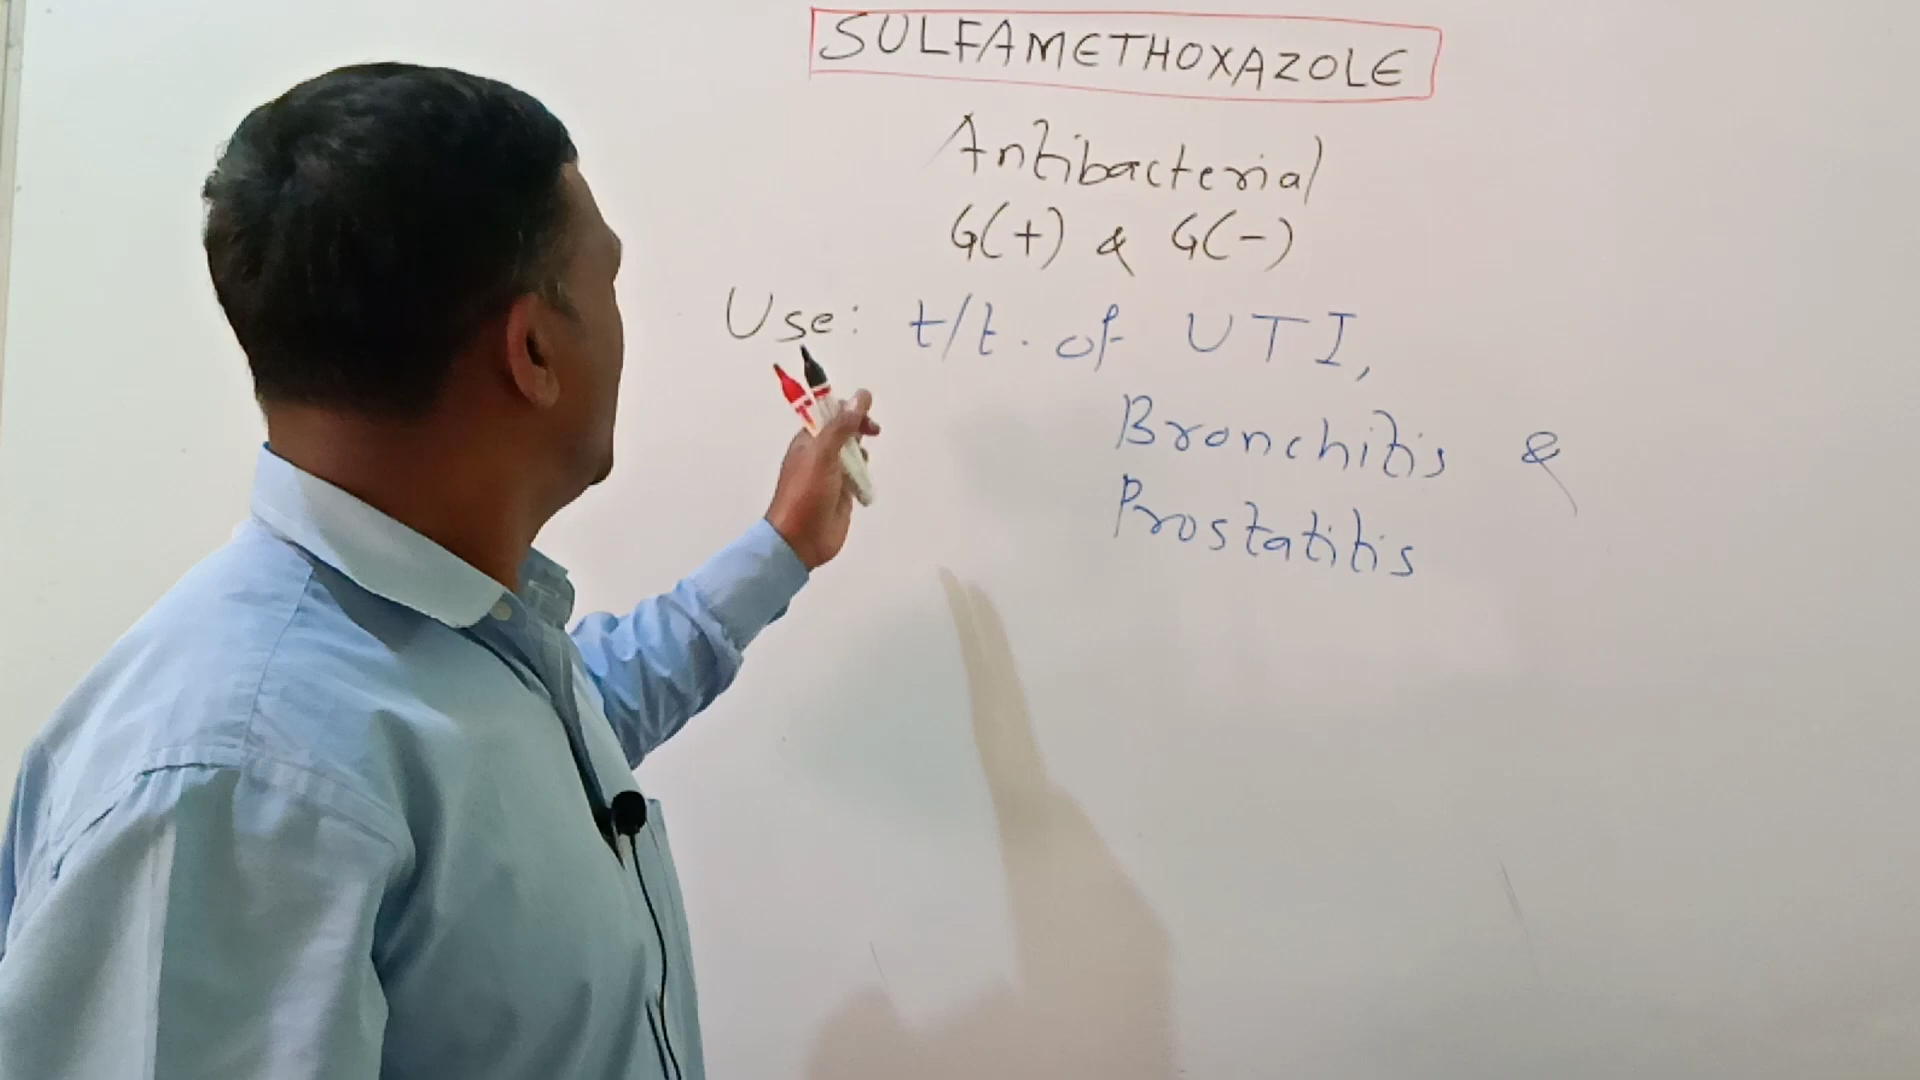 SULFAMETHOXAZOLE
Antibacterial
G(+) & G(-)
Use: t/t. of UTI,
Bronchitis &
Prostatitis